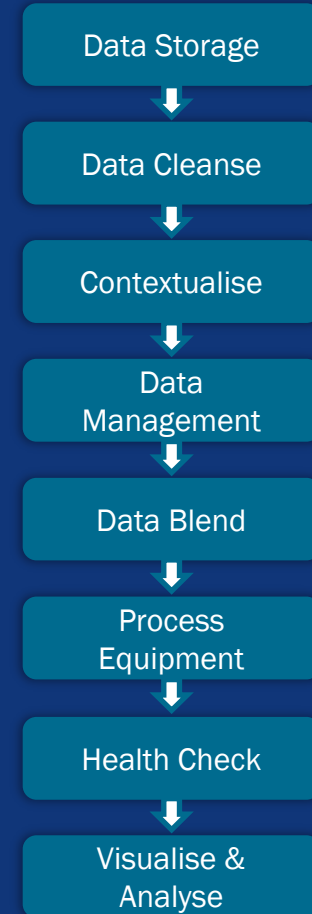 Data Storage
Data Cleanse
Contextualise
Data
Management
Data Blend
Process
Equipment
Health Check
Visualise &
Analyse